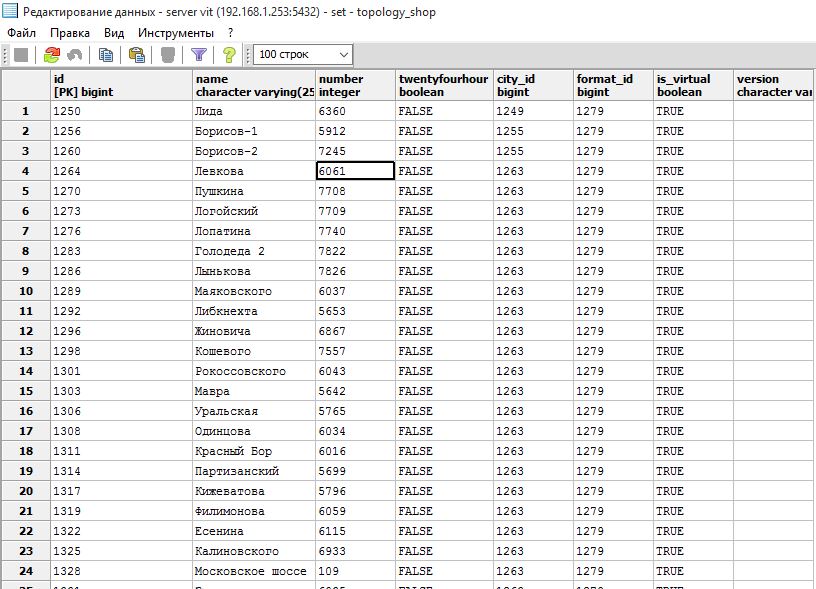 Редактирование данных - server vit (192.168.1.253:5432) - set - topology_shop
Файл Правка Вид Инструменты ?
100 строк
id name number twentyfourhour city_id format_id is_virtual version
[PK] bigint character varying(25 integer boolean bigint bigint boolean character var
1 1250 Лида 6360 FALSE 1249 1279 TRUE
2 1256 Борисов-1 5912 FALSE 1255 1279 TRUE
3 1260 Борисов-2 7245 FALSE 1255 1279 TRUE
4 1264 Левкова 6061 FALSE 1263 1279 TRUE
5 1270 Пушкина 7708 FALSE 1263 1279 TRUE
6 1273 Логойский 7709 FALSE 1263 1279 TRUE
7 1276 Лопатина 7740 FALSE 1263 1279 TRUE
8 1283 Голодеда 2 7822 FALSE 1263 1279 TRUE
9 1286 Лынькова 7826 FALSE 1263 1279 TRUE
10 1289 Маяковского 6037 FALSE 1263 1279 TRUE
11 1292 Либкнехта 5653 FALSE 1263 1279 TRUE
12 1296 Жиновича 6867 FALSE 1263 1279 TRUE
13 1298 Кошевого 7557 FALSE 1263 1279 TRUE
14 1301 Рокоссовского 6043 FALSE 1263 1279 TRUE
15 1303 Мавра 5642 FALSE 1263 1279 TRUE
16 1306 Уральская 5765 FALSE 1263 1279 TRUE
17 1308 Одинцова 6034 FALSE 1263 1279 TRUE
18 1311 Красный Бор 6016 FALSE 1263 1279 TRUE
19 1314 Партизанский 5699 FALSE 1263 1279 TRUE
20 1317 Кижеватова 5796 FALSE 1263 1279 TRUE
21 1319 Филимонова 6059 FALSE 1263 1279 TRUE
22 1322 Есенина 6115 FALSE 1263 1279 TRUE
23 1325 Калиновского 6933 FALSE 1263 1279 TRUE
24 1328 Московское шоссе 109 FALSE 1263 1279 TRUE